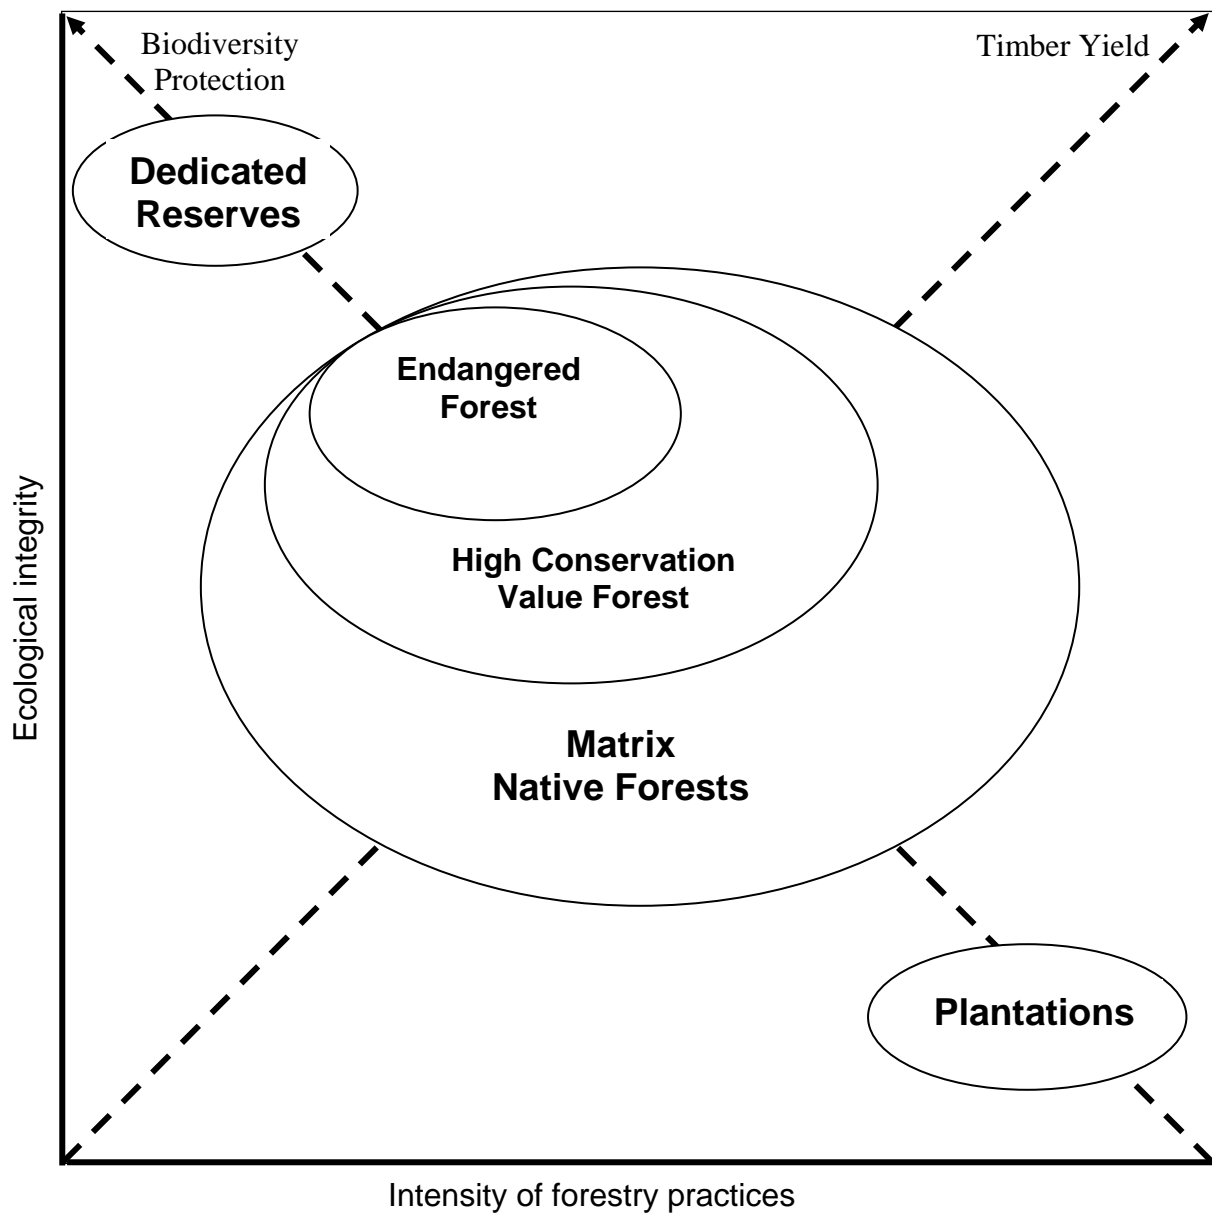 Biodiversity
Protection
Timber Yield
Dedicated
Reserves
Endangered
Forest
High Conservation
Value Forest
Matrix
Native Forests
Plantations
Ecological integrity
Intensity of forestry practices